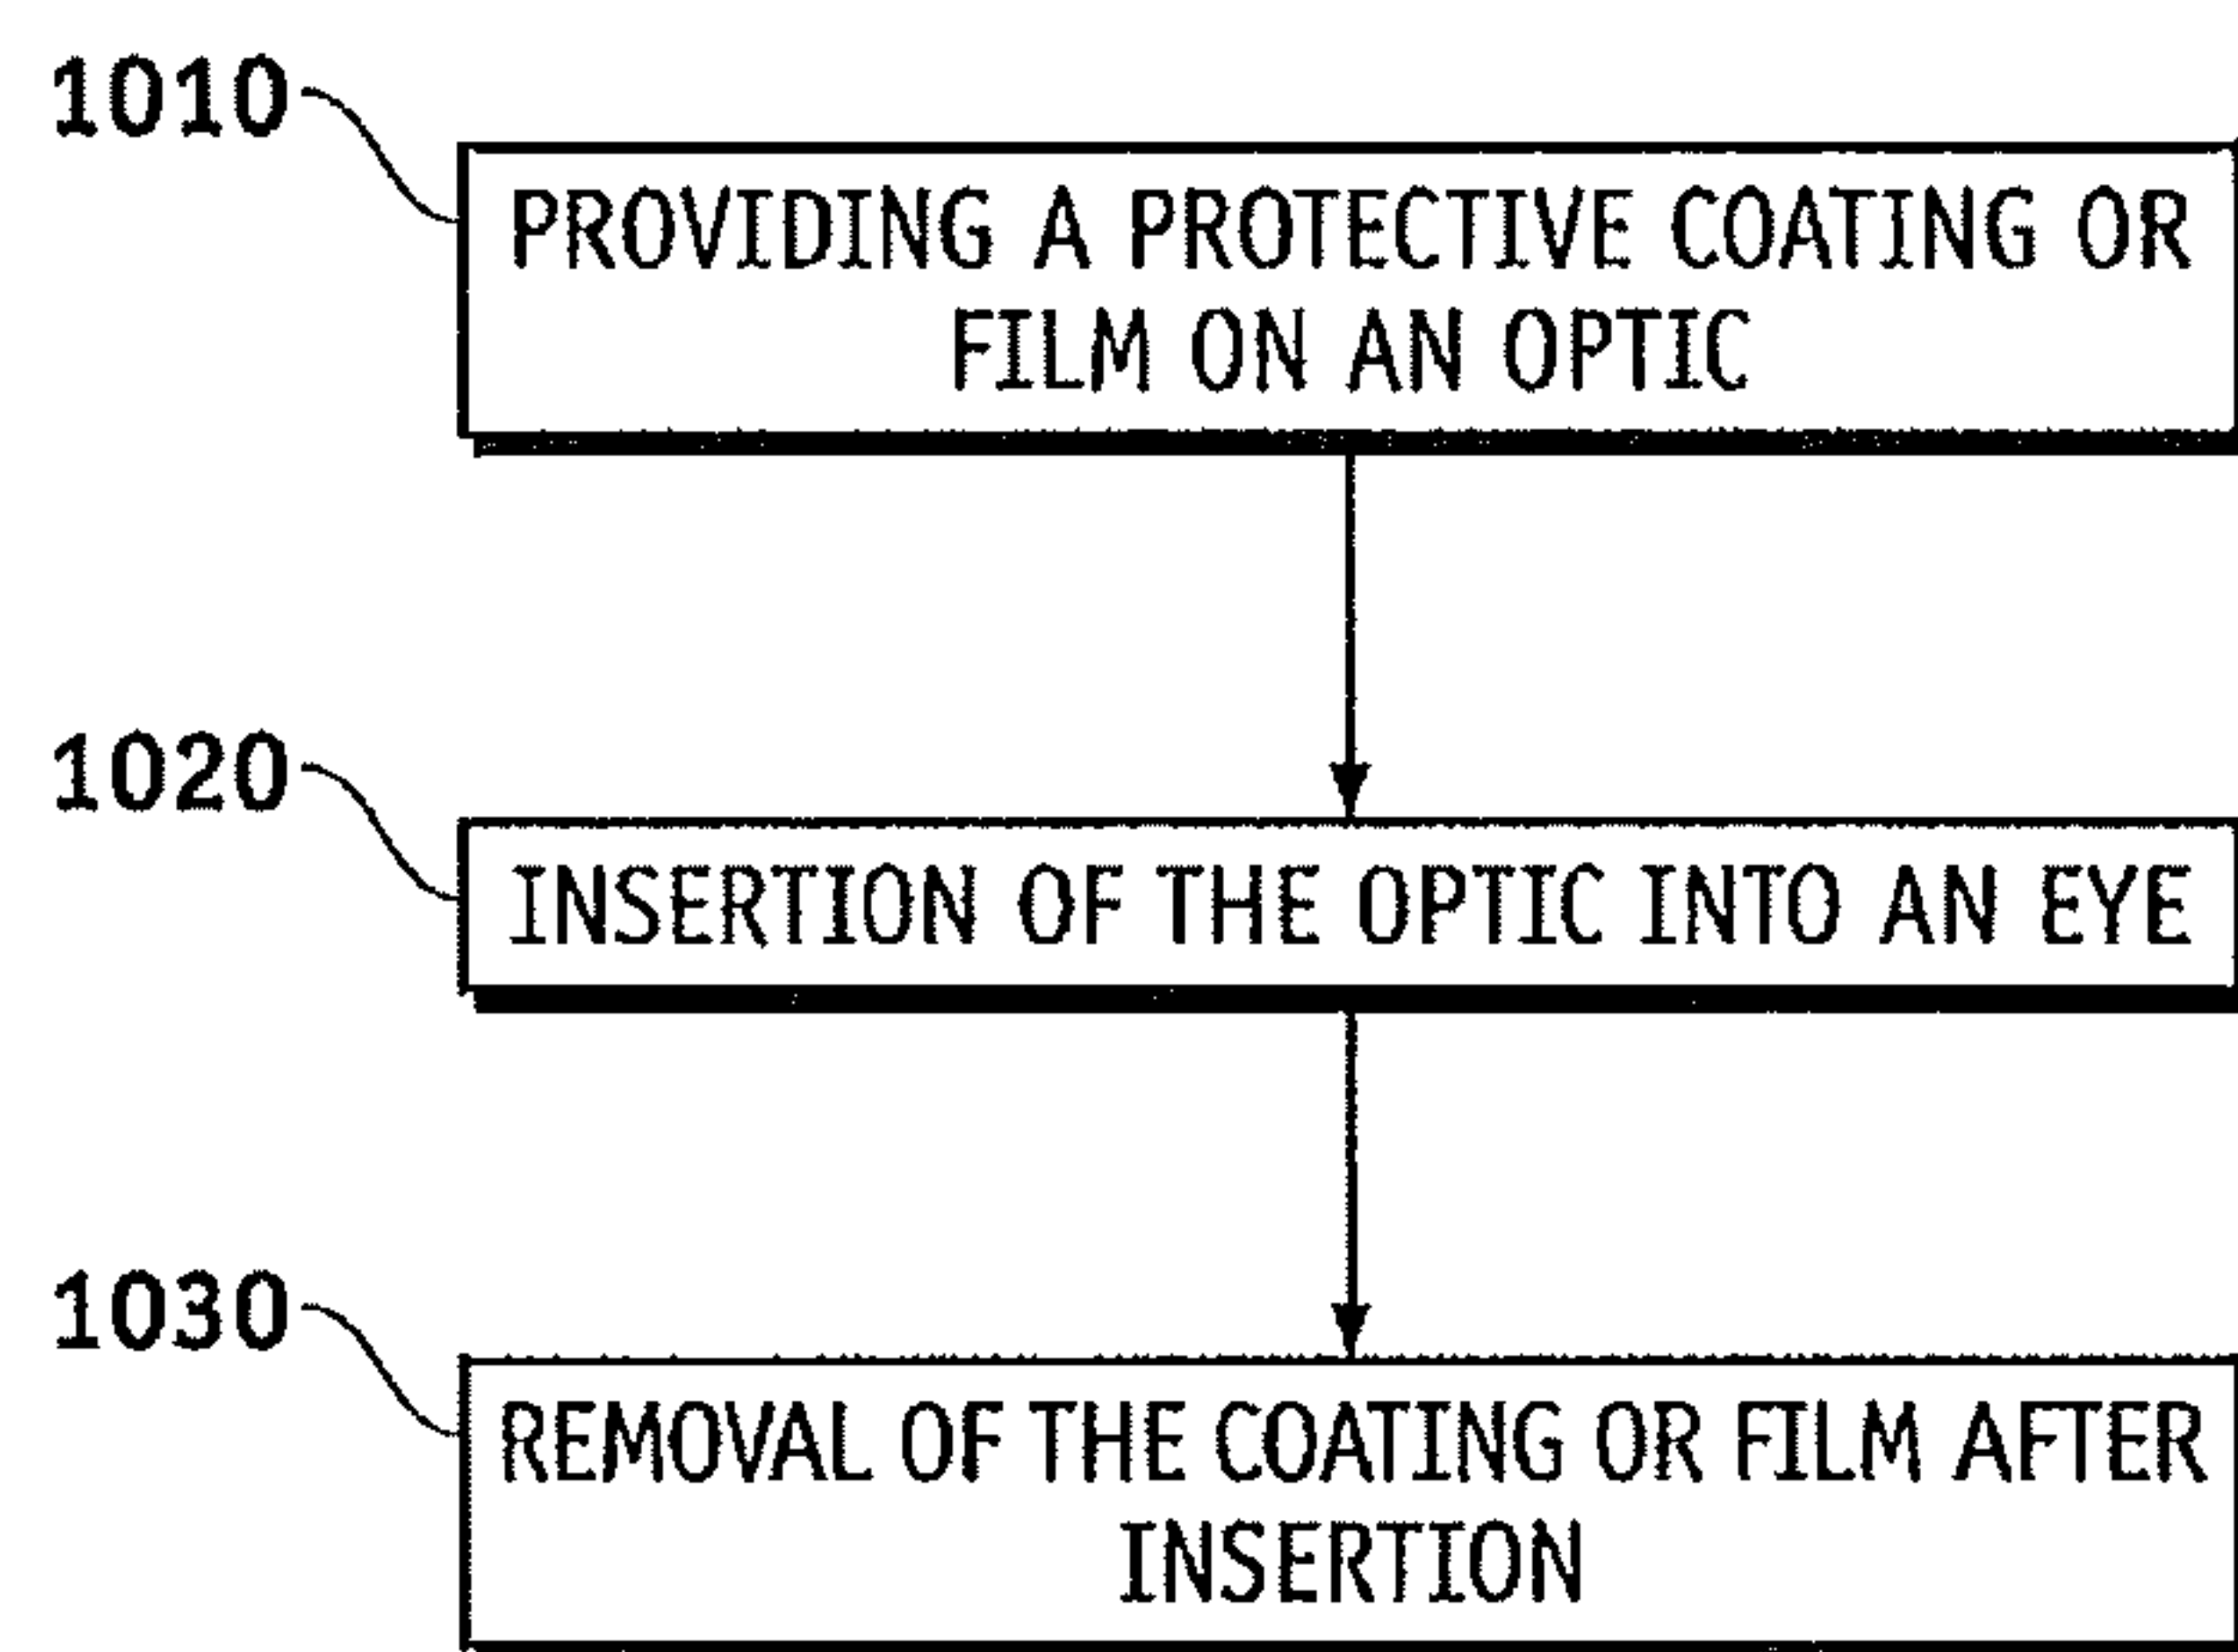 1010
PROVIDING A PROTECTIVE COATING OR
FILM ON AN OPTIC
1020
INSERTION OF THE OPTIC INTO AN EYE
1030
REMOVAL OF THE COATING OR FILM AFTER
INSERTION